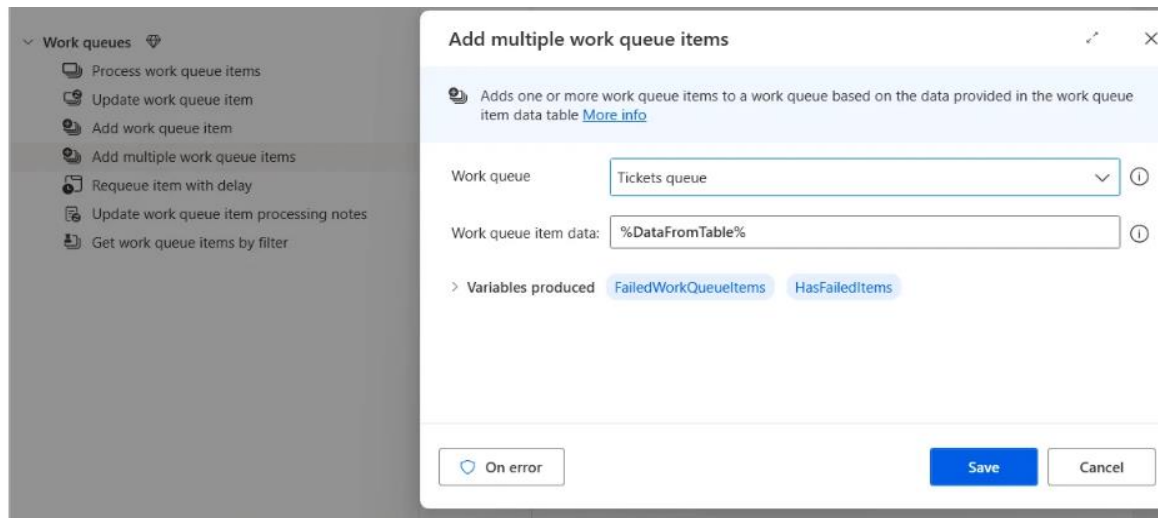 Work queues
Process work queue items
Update work queue item
Add work queue item
Add multiple work queue items
Requeue item with delay
Update work queue item processing notes
Get work queue items by filter
Add multiple work queue items
Adds one or more work queue items to a work queue based on the data provided in the work queue
item data table More info
Work queue Tickets queue
Work queue item data: %DataFromTable%
Variables produced FailedWorkQueueItems HasFailedItems
On error Save Cancel